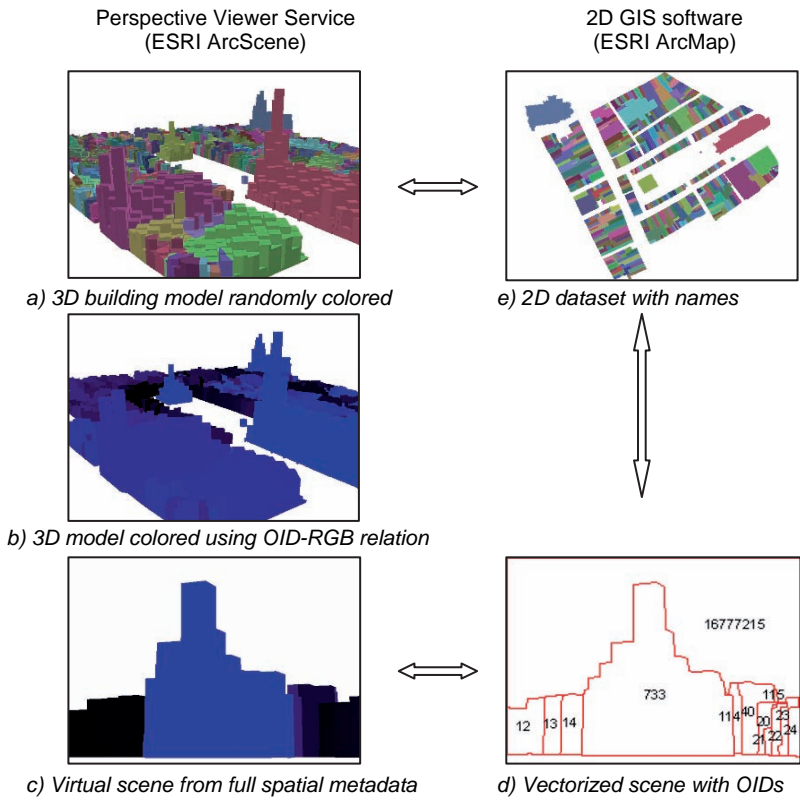 Perspective Viewer Service
(ESRI ArcScene)
2D GIS software
(ESRI ArcMap)
a) 3D building model randomly colored
e) 2D dataset with names
b) 3D model colored using OID-RGB relation
16777215
733
115
114
40
12
13
14
20
21
22
23
24
c) Virtual scene from full spatial metadata
d) Vectorized scene with OIDs